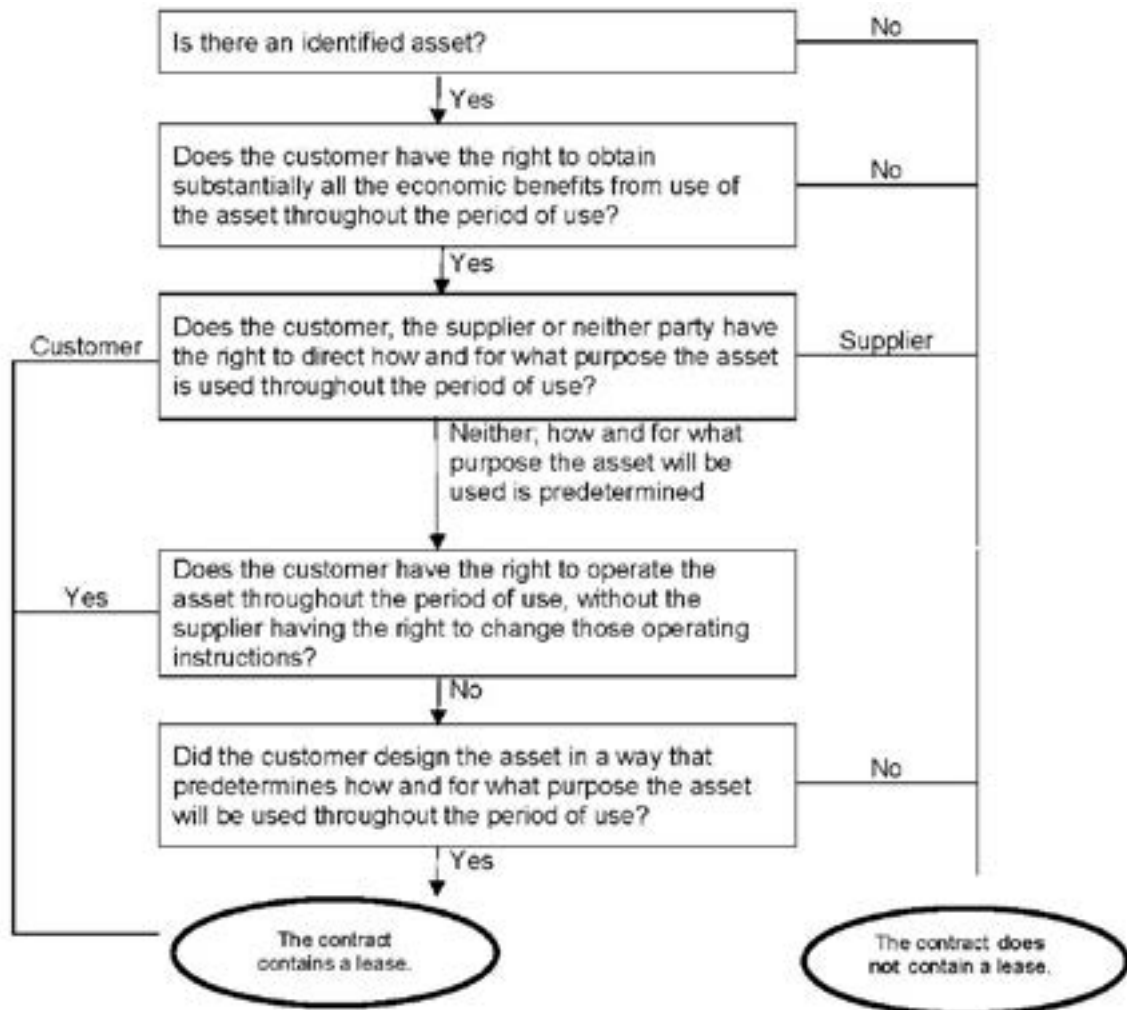 Is there an identified asset?
No
Yes
Does the customer have the right to obtain
substantially all the economic benefits from use of
the asset throughout the period of use?
No
Yes
Does the customer, the supplier or neither party have
the right to direct how and for what purpose the asset
is used throughout the period of use?
Customer
Supplier
Neither; how and for what
purpose the asset will be
used is predetermined
Does the customer have the right to operate the
asset throughout the period of use, without the
supplier having the right to change those operating
instructions?
Yes
No
Did the customer design the asset in a way that
predetermines how and for what purpose the asset
will be used throughout the period of use?
No
Yes
The contract
contains a lease.
The contract does
not contain a lease.